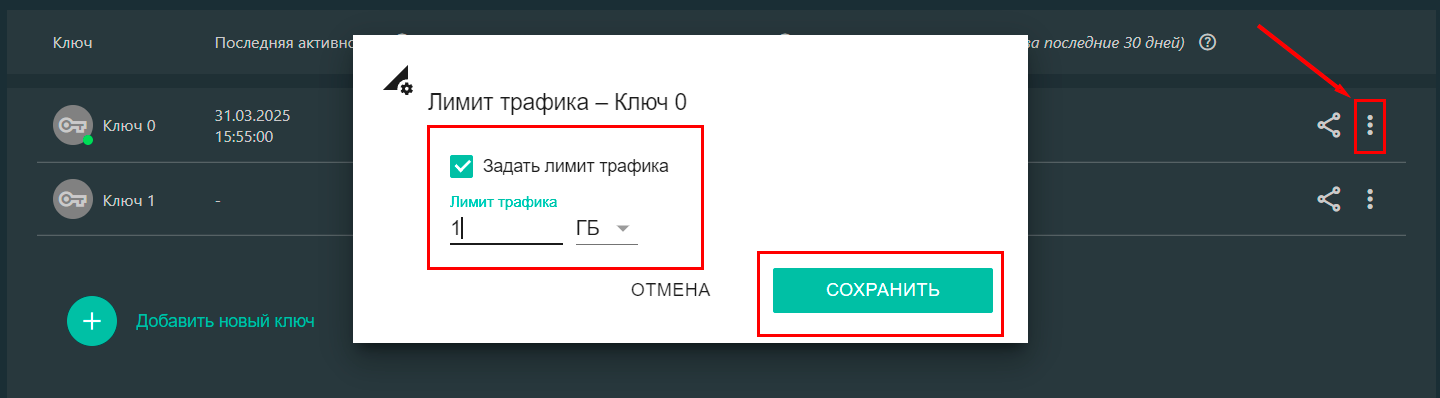 Ключ
Последняя активно
за последние 30 дней)
Лимит трафика – Ключ 0
Ключ 0
31.03.2025
15:55:00
Задать лимит трафика
Лимит трафика
1
ГБ
Ключ 1
-
ОТМЕНА
СОХРАНИТЬ
Добавить новый ключ